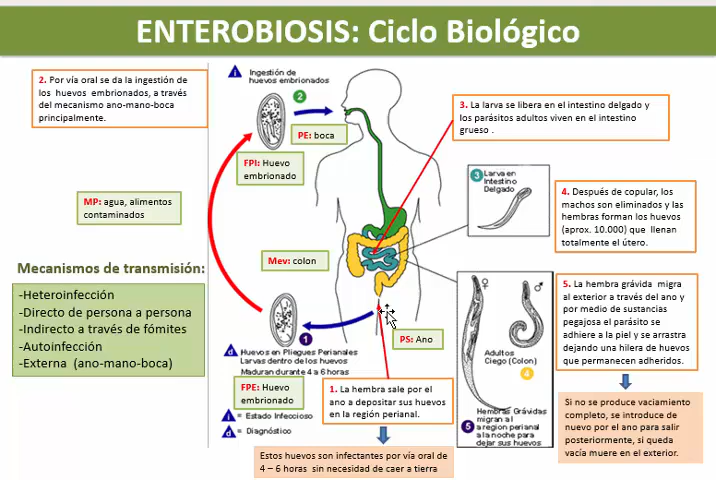 ENTEROBIOSIS: Ciclo Biológico
2. Por vía oral se da la ingestión de
los huevos embrionados, a través
del mecanismo ano-mano-boca
principalmente.
i Ingestión de
huevos embrionados
2
PE: boca
FPI: Huevo
embrionado
3. La larva se libera en el intestino delgado y
los parásitos adultos viven en el intestino
grueso .
MP: agua, alimentos
contaminados
3 Larva en
Intestino
Delgado
4. Después de copular, los
machos son eliminados y las
hembras forman los huevos
(aprox. 10.000) que llenan
totalmente el útero.
Mev: colon
Mecanismos de transmisión:
-Heteroinfección
-Directo de persona a persona
-Indirecto a través de fómites
-Autoinfección
-Externa (ano-mano-boca)
5. La hembra grávida migra
al exterior a través del ano y
por medio de sustancias
pegajosa el parásito se
adhiere a la piel y se arrastra
dejando una hilera de huevos
que permanecen adheridos.
♀ ♂
Adultos
Ciego (Colon)
4
1
d Huevos en Pliegues Perianales
Larvas dentro de los huevos
Maduran durante 4 a 6 horas
PS: Ano
FPE: Huevo
embrionado
1. La hembra sale por el
ano a depositar sus huevos
en la región perianal.
i = Estado Infeccioso
d = Diagnóstico
Hembras Grávidas
migran al
5 a region perianal
a la noche para
dejar sus huevos
Si no se produce vaciamiento
completo, se introduce de
nuevo por el ano para salir
posteriormente, si queda
vacía muere en el exterior.
Estos huevos son infectantes por vía oral de
4 – 6 horas sin necesidad de caer a tierra